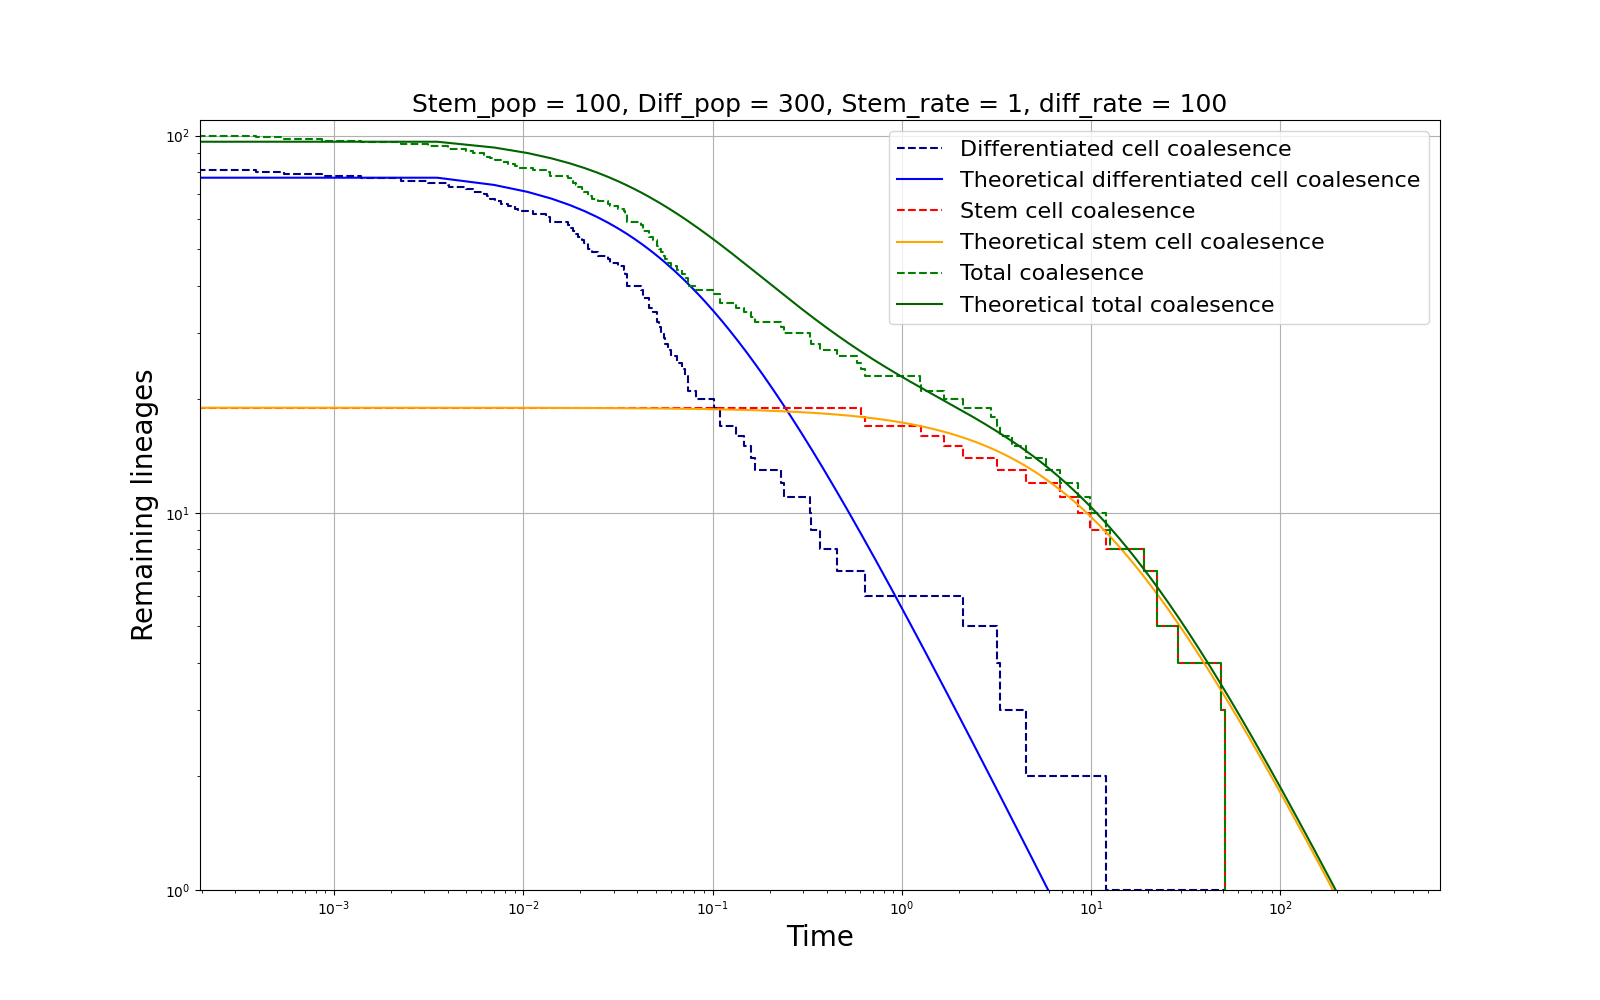 Stem_pop = 100, Diff_pop = 300, Stem_rate = 1, diff_rate = 100
Differentiated cell coalesence
Theoretical differentiated cell coalesence
Stem cell coalesence
Theoretical stem cell coalesence
Total coalesence
Theoretical total coalesence
Remaining lineages
10²
10¹
10⁰
10⁻³ 10⁻² 10⁻¹ 10⁰ 10¹ 10²
Time